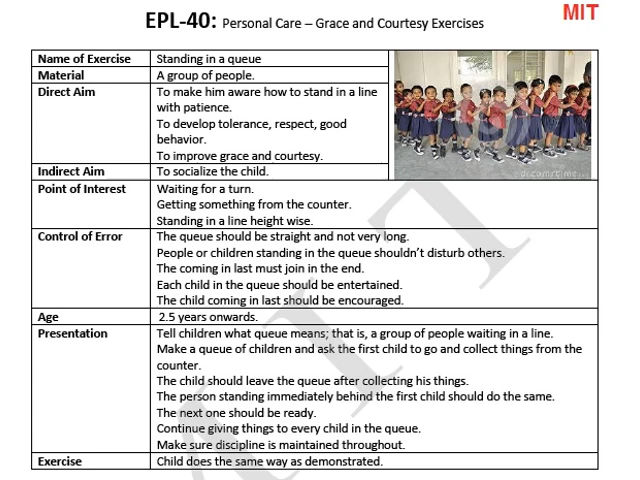 EPL-40: Personal Care – Grace and Courtesy Exercises
MIT
Name of Exercise Standing in a queue
Material A group of people.
Direct Aim To make him aware how to stand in a line
with patience.
To develop tolerance, respect, good
behavior.
To improve grace and courtesy.
Indirect Aim To socialize the child.
dreamstime
Point of Interest Waiting for a turn.
Getting something from the counter.
Standing in a line height wise.
Control of Error The queue should be straight and not very long.
People or children standing in the queue shouldn't disturb others.
The coming in last must join in the end.
Each child in the queue should be entertained.
The child coming in last should be encouraged.
Age 2.5 years onwards.
Presentation Tell children what queue means; that is, a group of people waiting in a line.
Make a queue of children and ask the first child to go and collect things from the
counter.
The child should leave the queue after collecting his things.
The person standing immediately behind the first child should do the same.
The next one should be ready.
Continue giving things to every child in the queue.
Make sure discipline is maintained throughout.
Exercise Child does the same way as demonstrated.
MIT